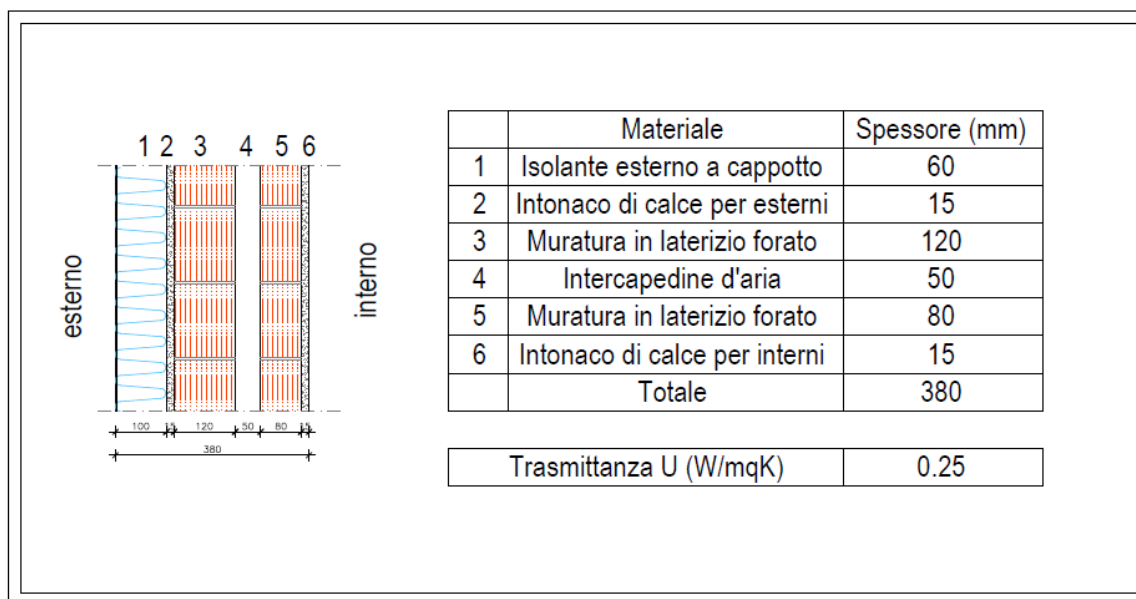 1 2 3 4 5 6
esterno
interno
100 15 120 50 80 15
380
Materiale Spessore (mm)
1 Isolante esterno a cappotto 60
2 Intonaco di calce per esterni 15
3 Muratura in laterizio forato 120
4 Intercapedine d'aria 50
5 Muratura in laterizio forato 80
6 Intonaco di calce per interni 15
Totale 380
Trasmittanza U (W/mqK) 0.25